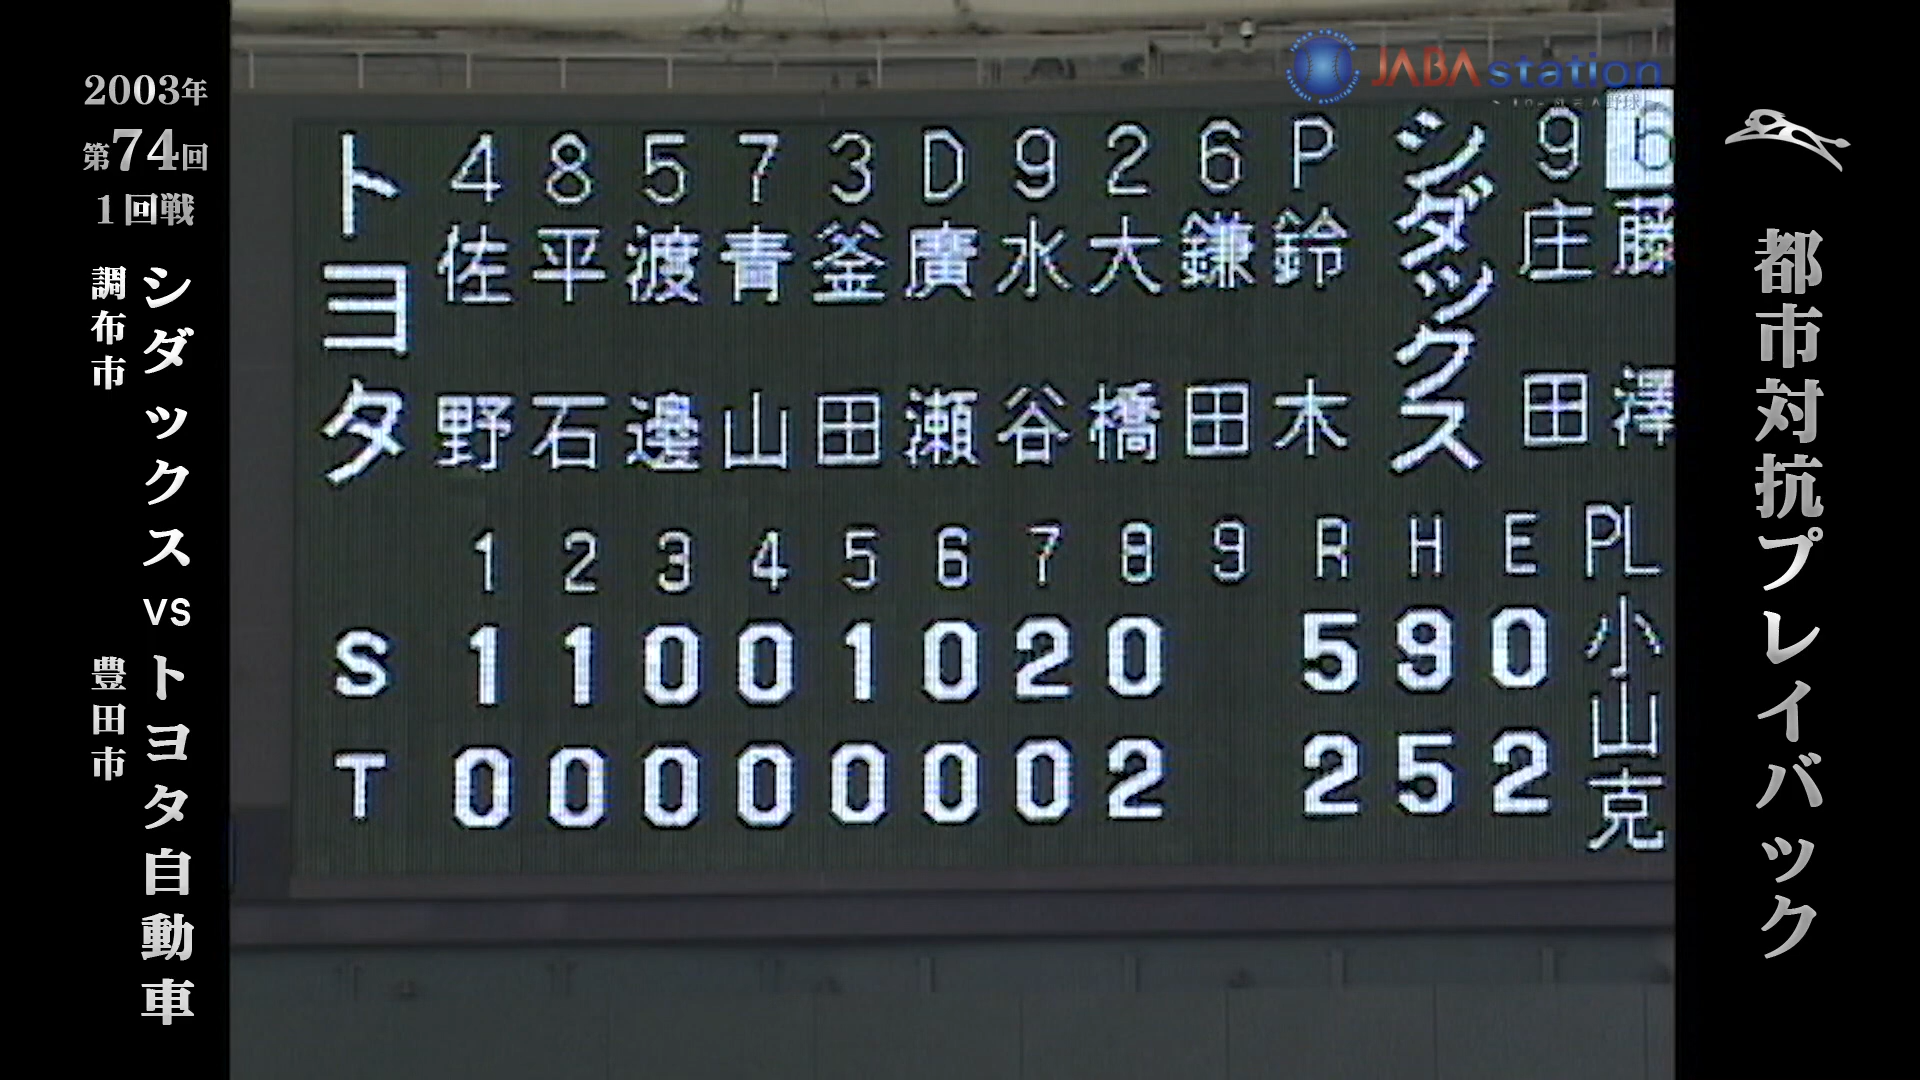 2003年
第74回
1回戦
シダックス vs トヨタ自動車
調布市
豊田市
JABA station
都市対抗プレイバック
トヨタ
4 8 5 7 3 D 9 2 6 P
佐野
平石
渡邊
青山
釜田
廣瀬
水谷
大橋
鎌田
鈴木
シダックス
9 6
庄田
藤澤
1 2 3 4 5 6 7 8 9 R H E PL
S 1 1 0 0 1 0 2 0 5 9 0
T 0 0 0 0 0 0 0 2 2 5 2
小山克